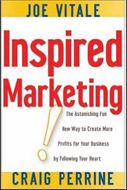 JOE VITALE
Inspired
Marketing
!
The Astonishing Fun
New Way to Create More
Profits for Your Business
by Following Your Heart
CRAIG PERRINE